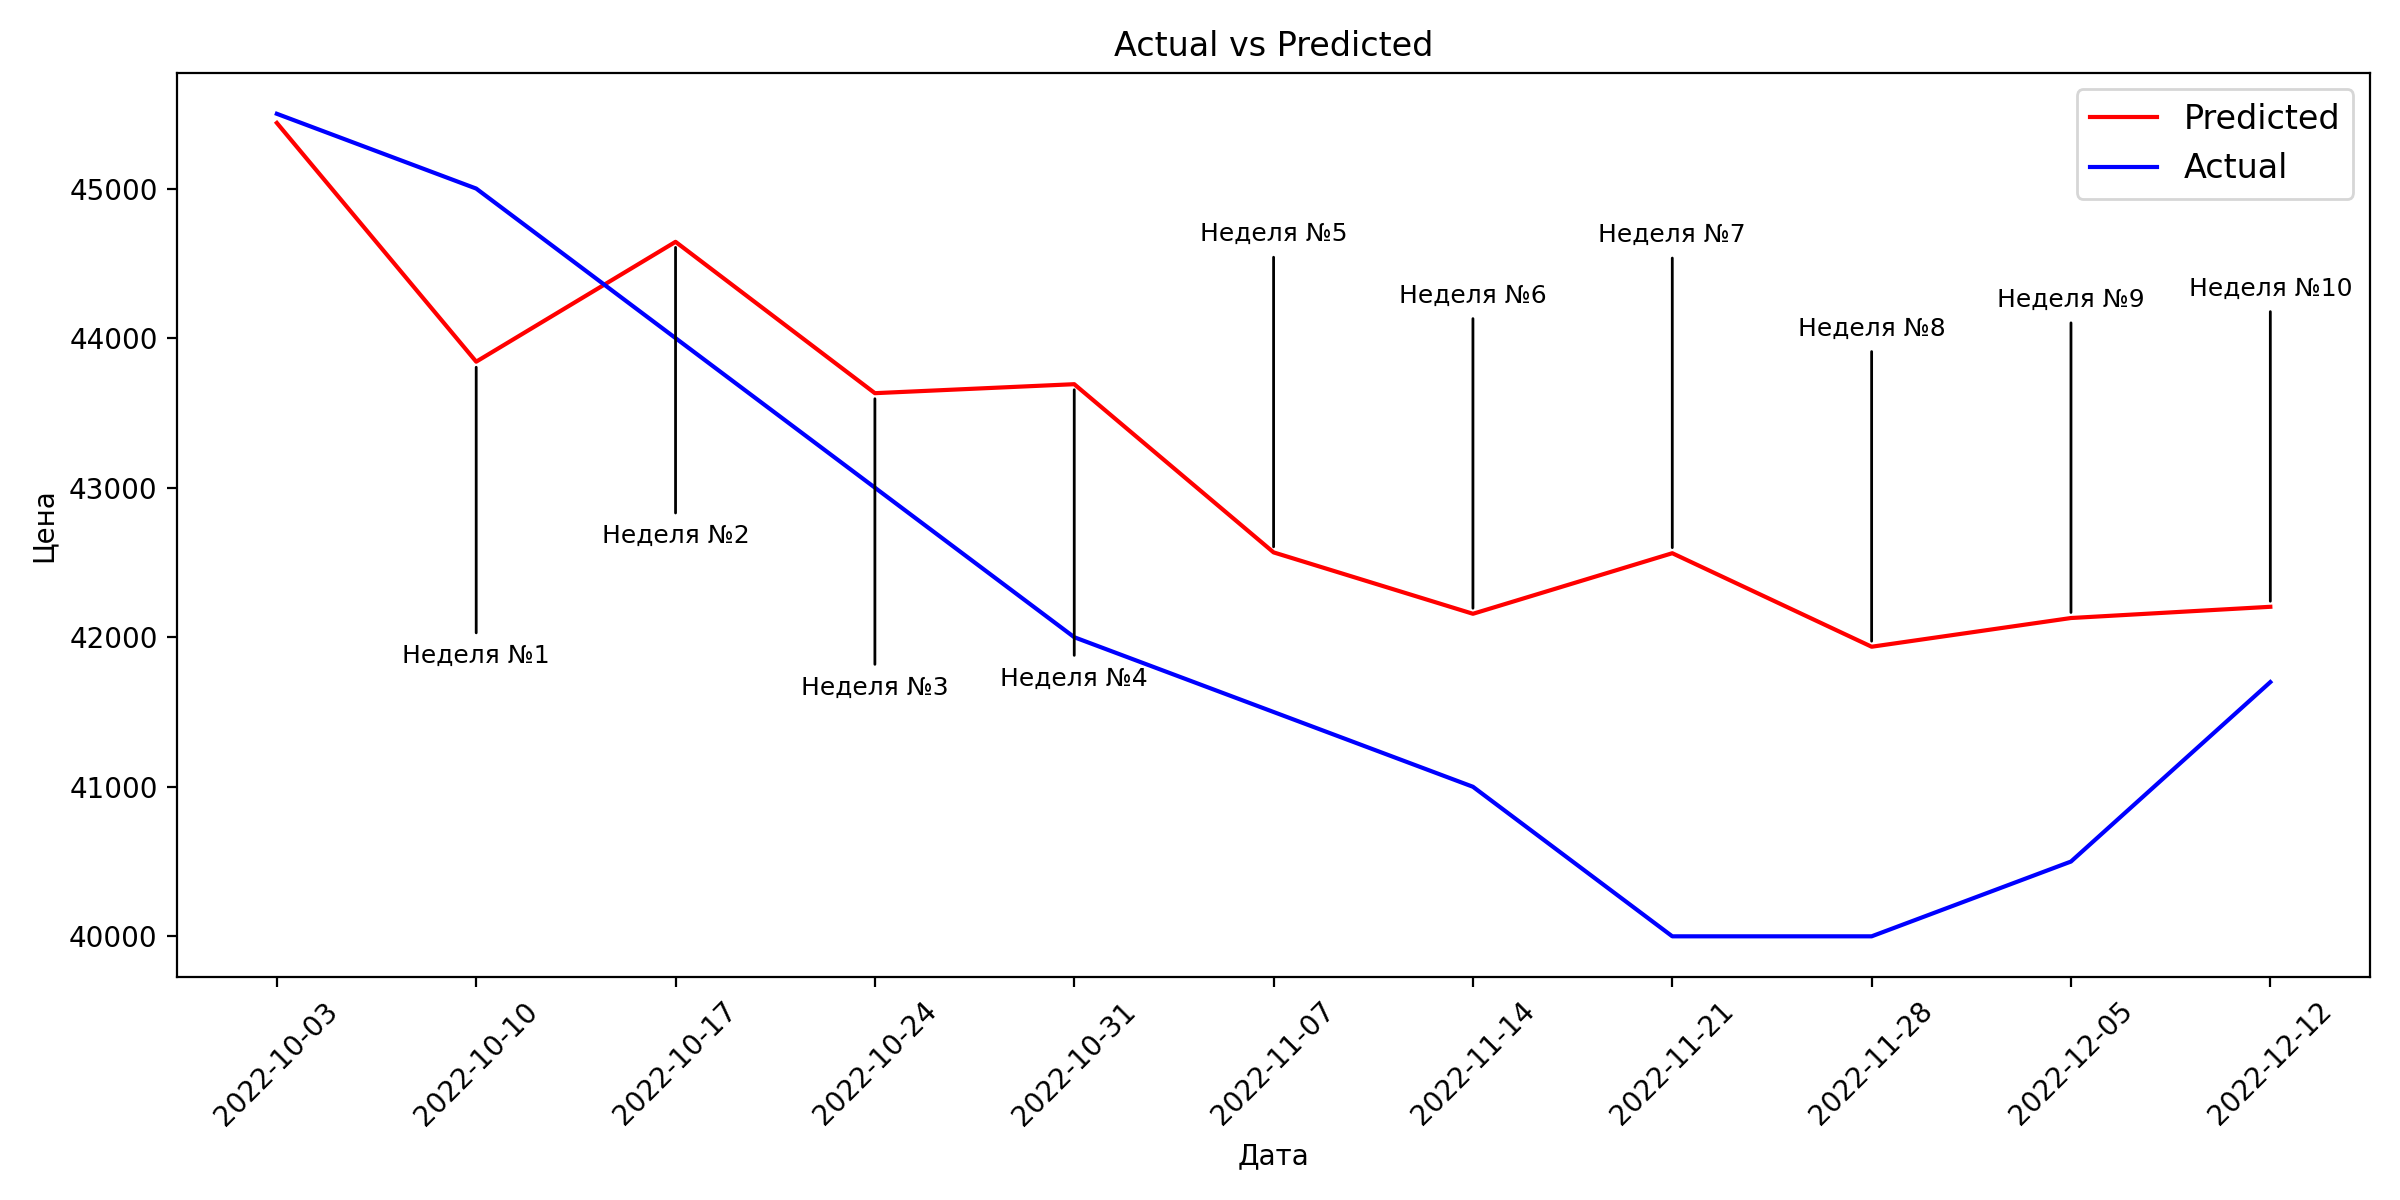 Actual vs Predicted
Predicted
Actual
45000
44000
43000
42000
41000
40000
Цена
Неделя №1
Неделя №2
Неделя №3
Неделя №4
Неделя №5
Неделя №6
Неделя №7
Неделя №8
Неделя №9
Неделя №10
2022-10-03
2022-10-10
2022-10-17
2022-10-24
2022-10-31
2022-11-07
2022-11-14
2022-11-21
2022-11-28
2022-12-05
2022-12-12
Дата